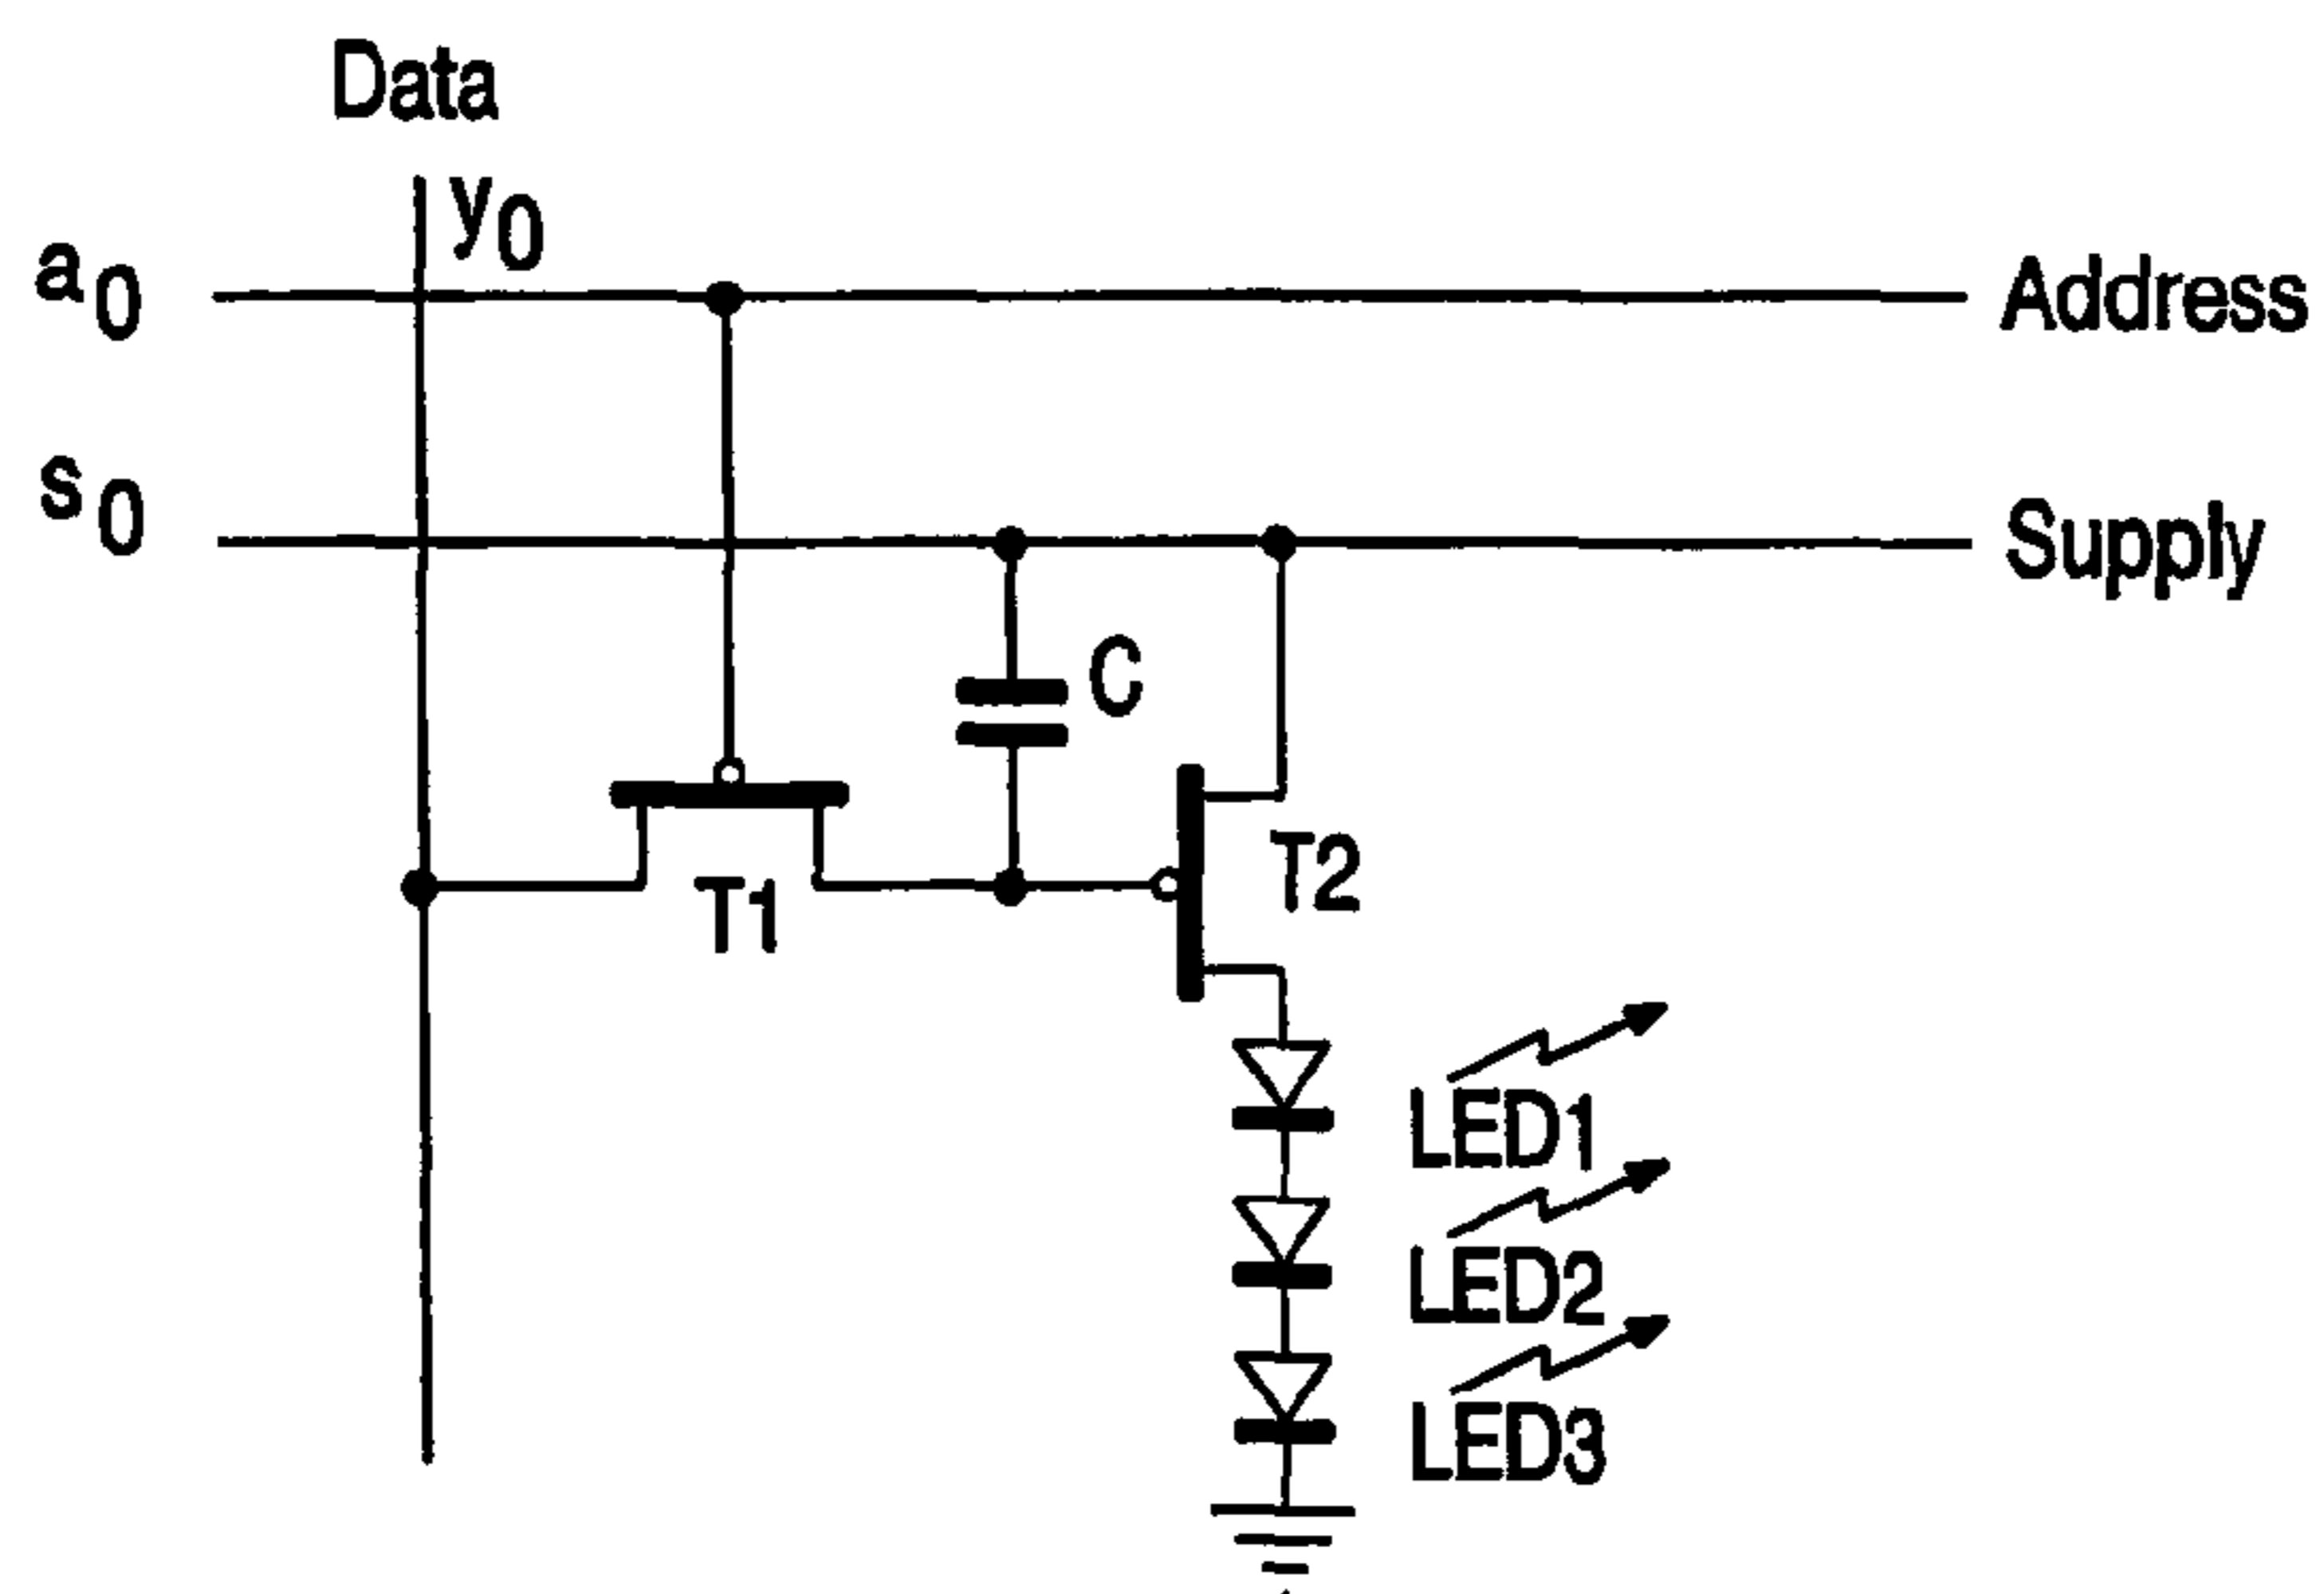 Data
y0
a0
Address
s0
Supply
C
T2
T1
LED1
LED2
LED3